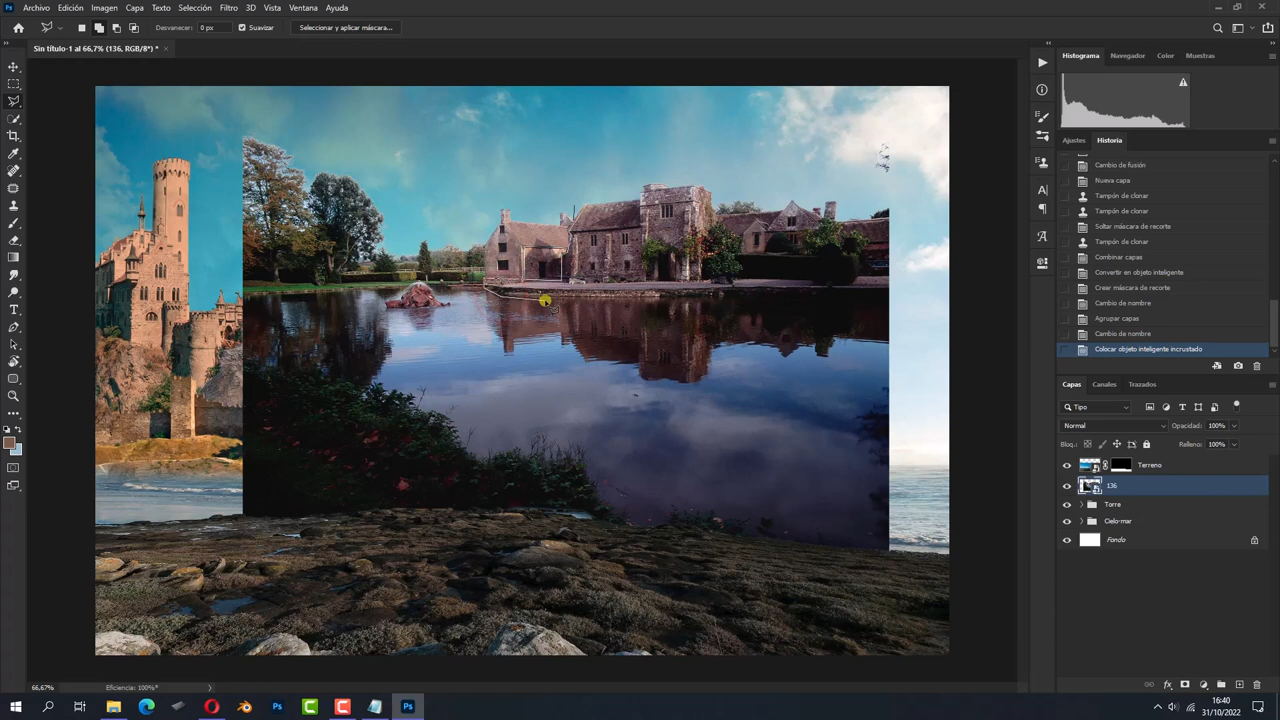 Archivo Edición Imagen Capa Texto Selección Filtro 3D Vista Ventana Ayuda
Desvanecer: 0 px Suavizar Seleccionar y aplicar máscara...
Sin título-1 al 66,7% (136, RGB/8*) *
Histograma Navegador Color Muestras
Ajustes Historia
Cambio de fusión
Nueva capa
Tampón de clonar
Tampón de clonar
Soltar máscara de recorte
Tampón de clonar
Combinar capas
Convertir en objeto inteligente
Crear máscara de recorte
Cambio de nombre
Agrupar capas
Cambio de nombre
Colocar objeto inteligente incrustado
Capas Canales Trazados
Tipo
Normal Opacidad: 100%
Bloq.: Relleno: 100%
Terreno
136
Torre
Cielo-mar
Fondo
66,67% Eficiencia: 100%*
16:40
31/10/2022